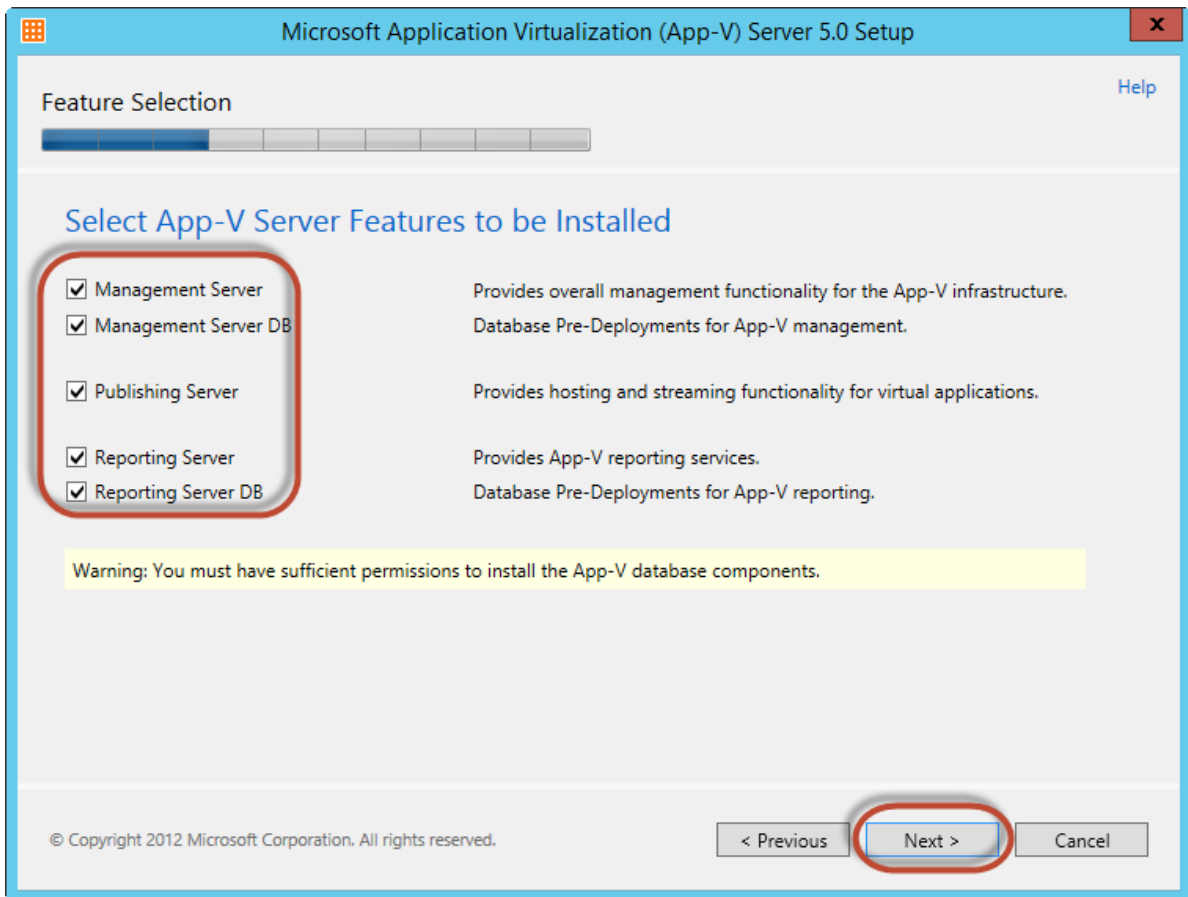 Microsoft Application Virtualization (App-V) Server 5.0 Setup
x
Help
Feature Selection
Select App-V Server Features to be Installed
Management Server Provides overall management functionality for the App-V infrastructure.
Management Server DB Database Pre-Deployments for App-V management.
Publishing Server Provides hosting and streaming functionality for virtual applications.
Reporting Server Provides App-V reporting services.
Reporting Server DB Database Pre-Deployments for App-V reporting.
Warning: You must have sufficient permissions to install the App-V database components.
© Copyright 2012 Microsoft Corporation. All rights reserved. < Previous Next > Cancel